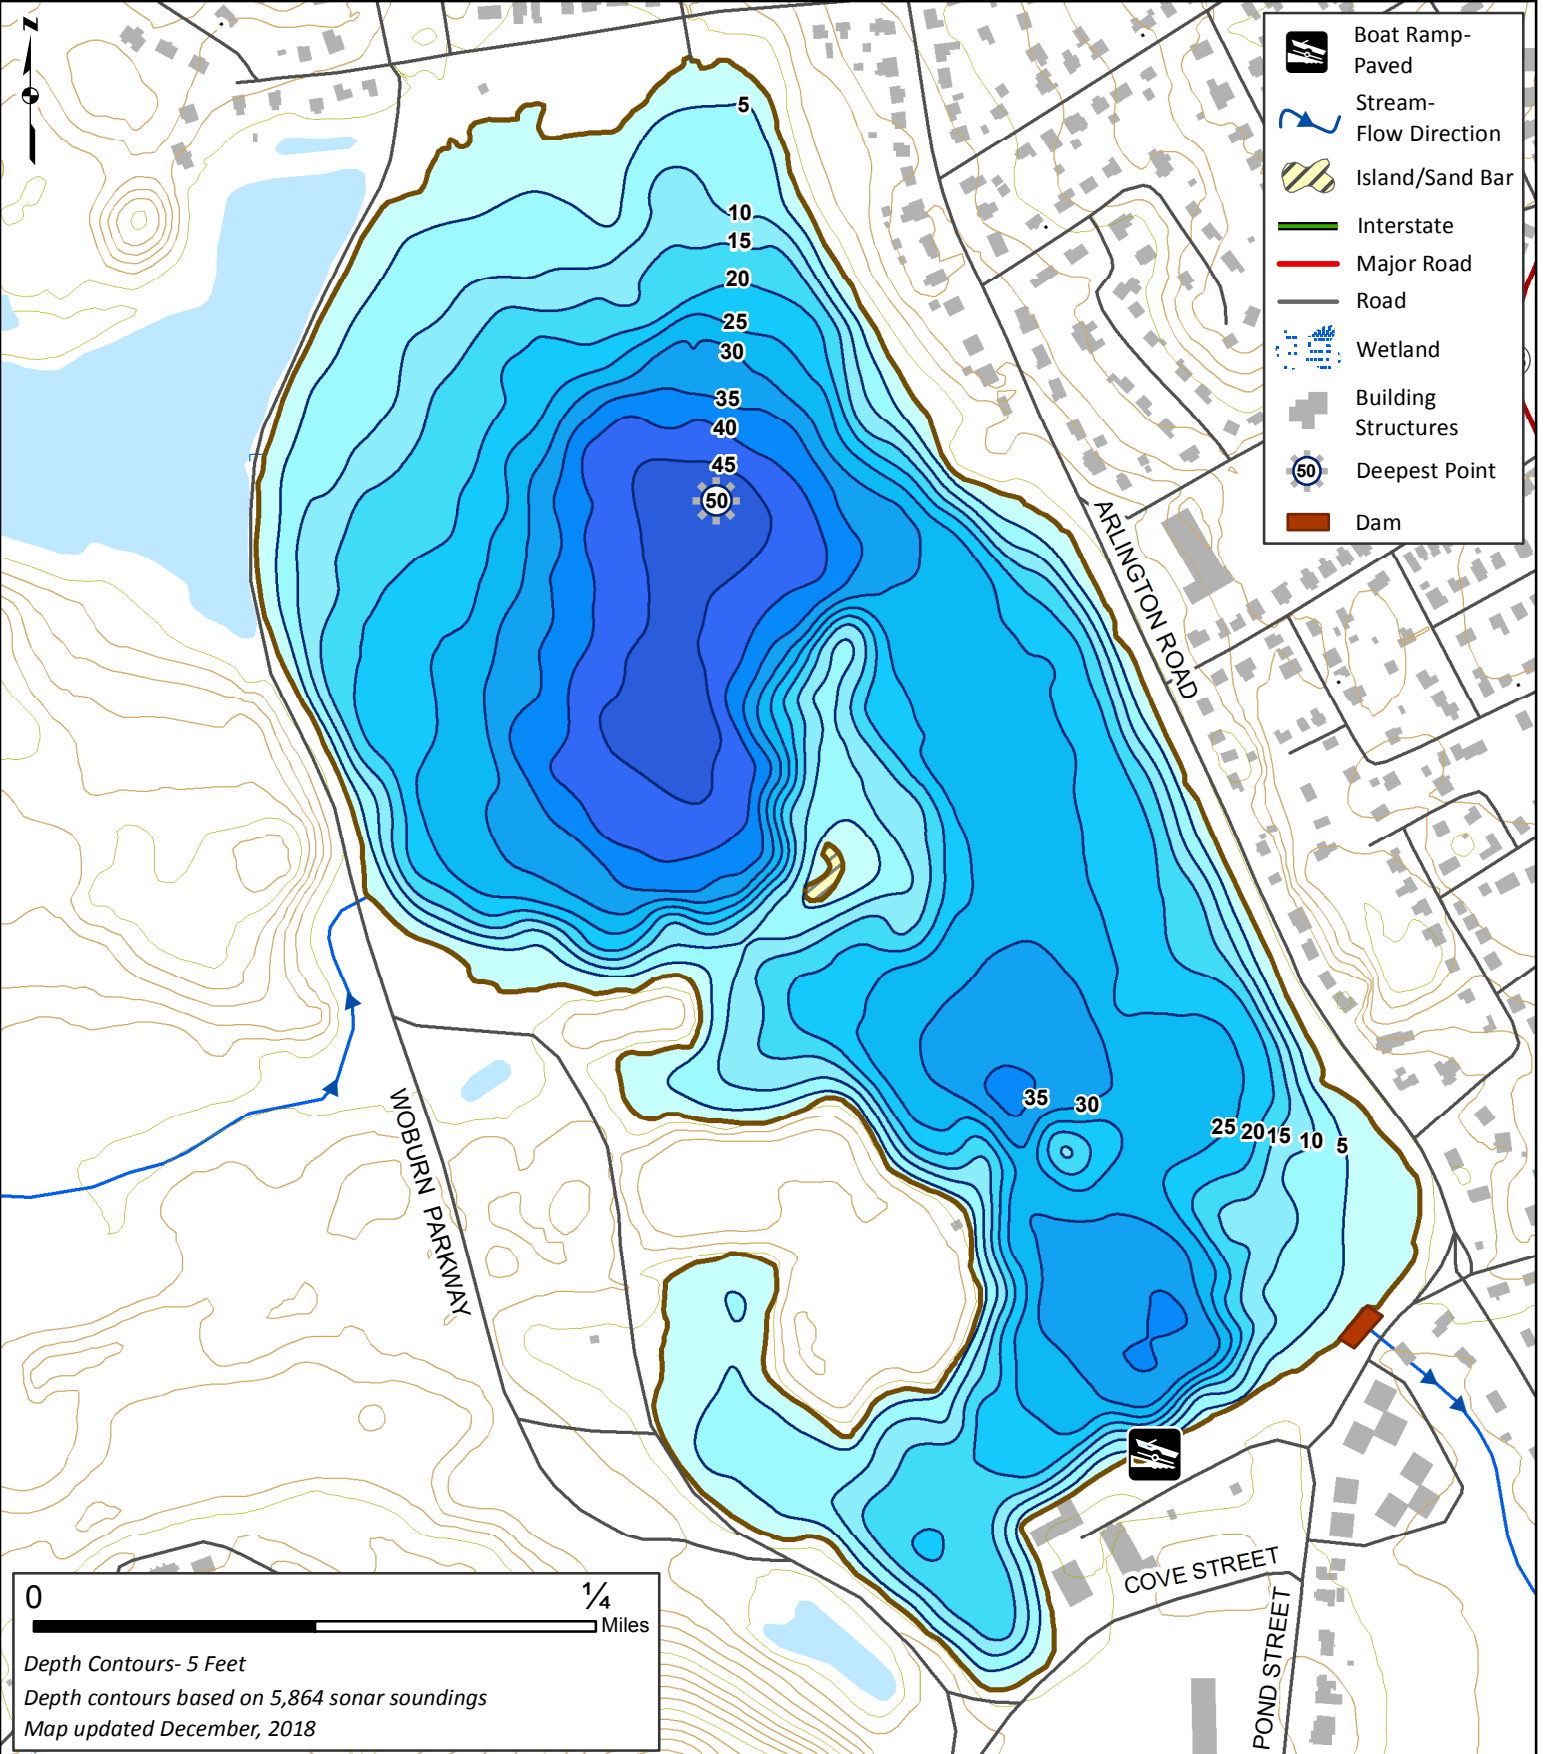 N
Boat Ramp-
Paved
Stream-
Flow Direction
Island/Sand Bar
Interstate
Major Road
Road
Wetland
Building
Structures
50
Deepest Point
Dam
5
10
15
20
25
30
35
40
45
50
ARLINGTON ROAD
35
30
25
20
15
10
5
WOBURN PARKWAY
COVE STREET
POND STREET
0
¼
Miles
Depth Contours- 5 Feet
Depth contours based on 5,864 sonar soundings
Map updated December, 2018